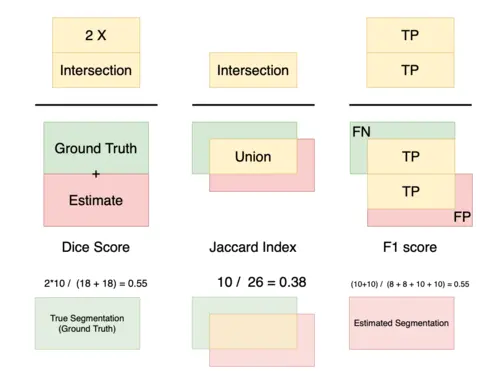 2 X
Intersection
Ground Truth
+
Estimate
Dice Score
2*10 / (18 + 18) = 0.55
True Segmentation
(Ground Truth)
Intersection
Union
Jaccard Index
10 / 26 = 0.38
TP
TP
FN
TP
TP
FP
F1 score
(10+10) / (8 + 8 + 10 + 10) = 0.55
Estimated Segmentation